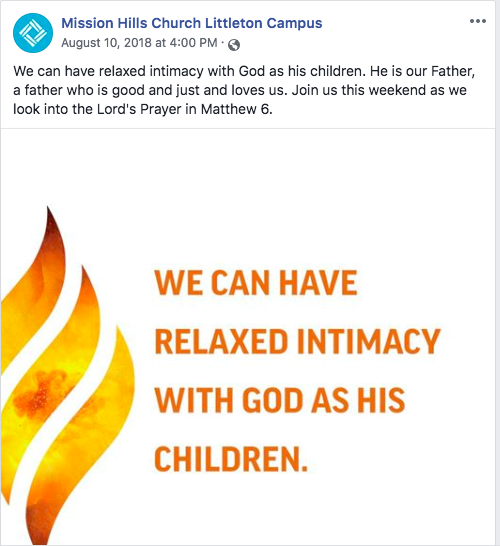 Mission Hills Church Littleton Campus
August 10, 2018 at 4:00 PM ·
We can have relaxed intimacy with God as his children. He is our Father,
a father who is good and just and loves us. Join us this weekend as we
look into the Lord's Prayer in Matthew 6.
WE CAN HAVE
RELAXED INTIMACY
WITH GOD AS HIS
CHILDREN.